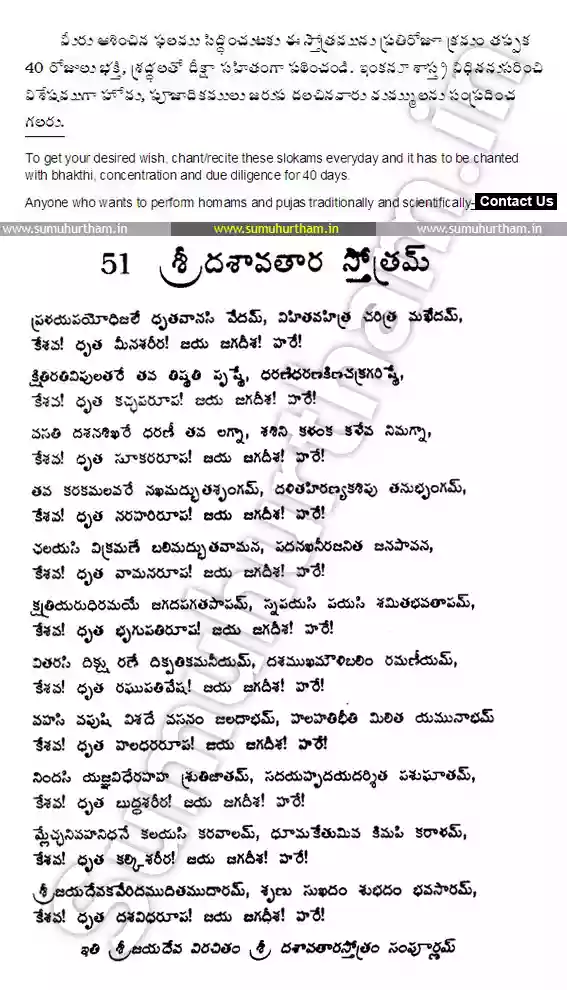 మీరు ఆశించిన ఫలము సిద్ధించుటకు ఈ స్తోత్రమును ప్రతిరోజూ క్రమం తప్పక
40 రోజులు భక్తి, శ్రద్ధలతో దీక్షా సహితంగా పఠించండి. ఇంకనూ శాస్త్ర విధిననుసరించి
విశేషముగా హోమ, పూజాదికములు జరుప దలచినవారు మమ్ములను సంప్రదించ
గలరు.
To get your desired wish, chant/recite these slokams everyday and it has to be chanted
with bhakthi, concentration and due diligence for 40 days.
Anyone who wants to perform homams and pujas traditionally and scientifically- Contact Us
www.sumuhurtham.in www.sumuhurtham.in www.sumuhurtham.in
51 శ్రీ దశావతార స్తోత్రమ్
ప్రళయపయోధిజలే ధృతవానసి వేదమ్, విహితవహిత్ర చరిత్ర మఖేదమ్,
కేశవ! ధృత మీనశరీర! జయ జగదీశ! హరే!
క్షితిరతివిపులతరే తవ తిష్ఠతి పృష్ఠే, ధరణిధరణకిణచక్రగరిష్ఠే,
కేశవ! ధృత కచ్ఛపరూప! జయ జగదీశ! హరే!
వసతి దశనశిఖరే ధరణీ తవ లగ్నా, శశిని కళంక కళేవ నిమగ్నా,
కేశవ! ధృత సూకరరూప! జయ జగదీశ! హరే!
తవ కరకమలవరే నఖమద్భుతశృంగమ్, దళితహిరణ్యకశిపు తనుభృంగమ్,
కేశవ! ధృత నరహరిరూప! జయ జగదీశ! హరే!
ఛలయసి విక్రమణే బలిమద్భుతవామన, పదనఖనీరజనిత జనపావన,
కేశవ! ధృత వామనరూప! జయ జగదీశ! హరే!
క్షత్రియరుధిరమయే జగదపగతపాపమ్, స్నపయసి పయసి శమితభవతాపమ్,
కేశవ! ధృత భృగుపతిరూప! జయ జగదీశ! హరే!
వితరసి దిక్షు రణే దిక్పతికమనీయమ్, దశముఖమౌళిబలిం రమణీయమ్,
కేశవ! ధృత రఘుపతివేష! జయ జగదీశ! హరే!
వహసి వపుషి విశదే వసనం జలదాభమ్, హలహతిభీతి మిలిత యమునాభమ్
కేశవ! ధృత హలధరరూప! జయ జగదీశ! హరే!
నిందసి యజ్ఞవిధేరహహ శ్రుతిజాతమ్, సదయహృదయదర్శిత పశుఘాతమ్,
కేశవ! ధృత బుద్ధశరీర! జయ జగదీశ! హరే!
మ్లేచ్ఛనివహనిధనే కలయసి కరవాలమ్, ధూమకేతుమివ కిమపి కరాళమ్,
కేశవ! ధృత కల్కిశరీర! జయ జగదీశ! హరే!
శ్రీజయదేవకవేరిదముదితముదారమ్, శృణు సుఖదం శుభదం భవసారమ్,
కేశవ! ధృత దశవిధరూప! జయ జగదీశ! హరే!
ఇతి శ్రీజయదేవ విరచితం శ్రీ దశావతారస్తోత్రం సంపూర్ణమ్
sumuhurtham.in